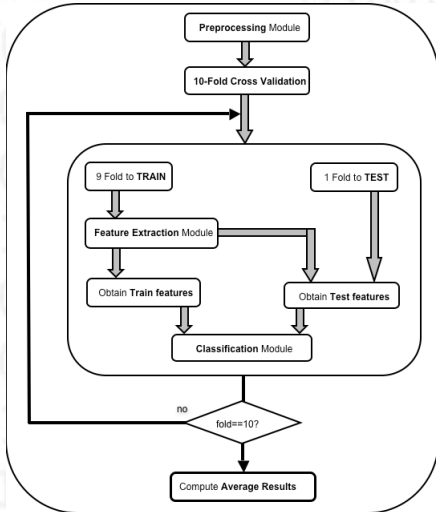 Preprocessing Module
10-Fold Cross Validation
9 Fold to TRAIN
1 Fold to TEST
Feature Extraction Module
Obtain Train features
Obtain Test features
Classification Module
no
fold==10?
Compute Average Results